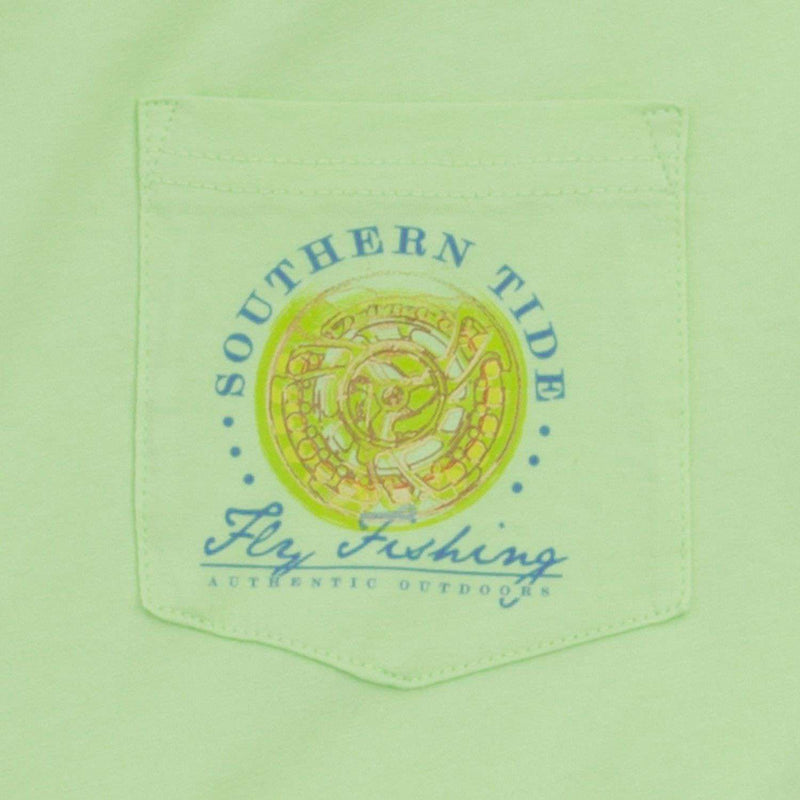 SOUTHERN TIDE
Fly Fishing
AUTHENTIC OUTDOORS